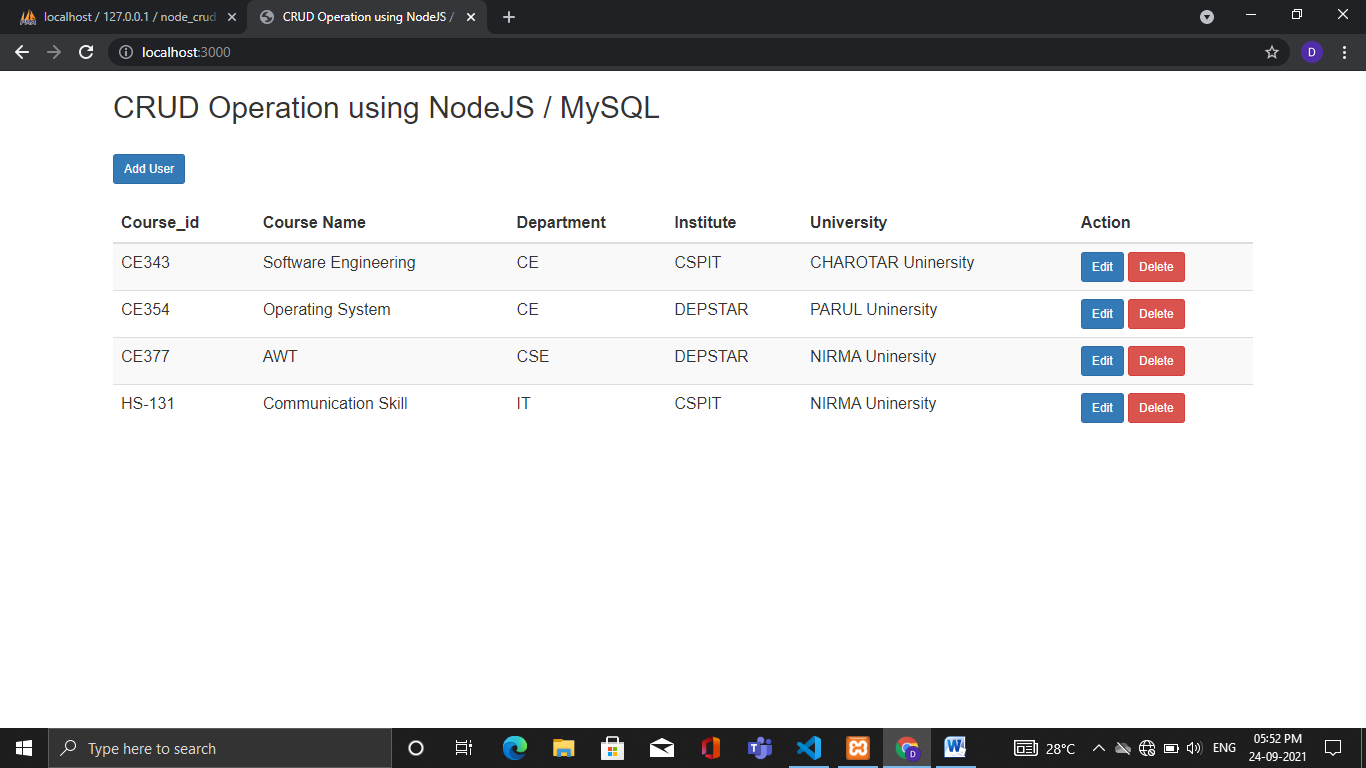 localhost / 127.0.0.1 / node_crud
CRUD Operation using NodeJS /
localhost:3000
D
CRUD Operation using NodeJS / MySQL
Add User
Course_id Course Name Department Institute University Action
CE343 Software Engineering CE CSPIT CHAROTAR Uninersity Edit Delete
CE354 Operating System CE DEPSTAR PARUL Uninersity Edit Delete
CE377 AWT CSE DEPSTAR NIRMA Uninersity Edit Delete
HS-131 Communication Skill IT CSPIT NIRMA Uninersity Edit Delete
Type here to search
28°C
ENG
05:52 PM
24-09-2021